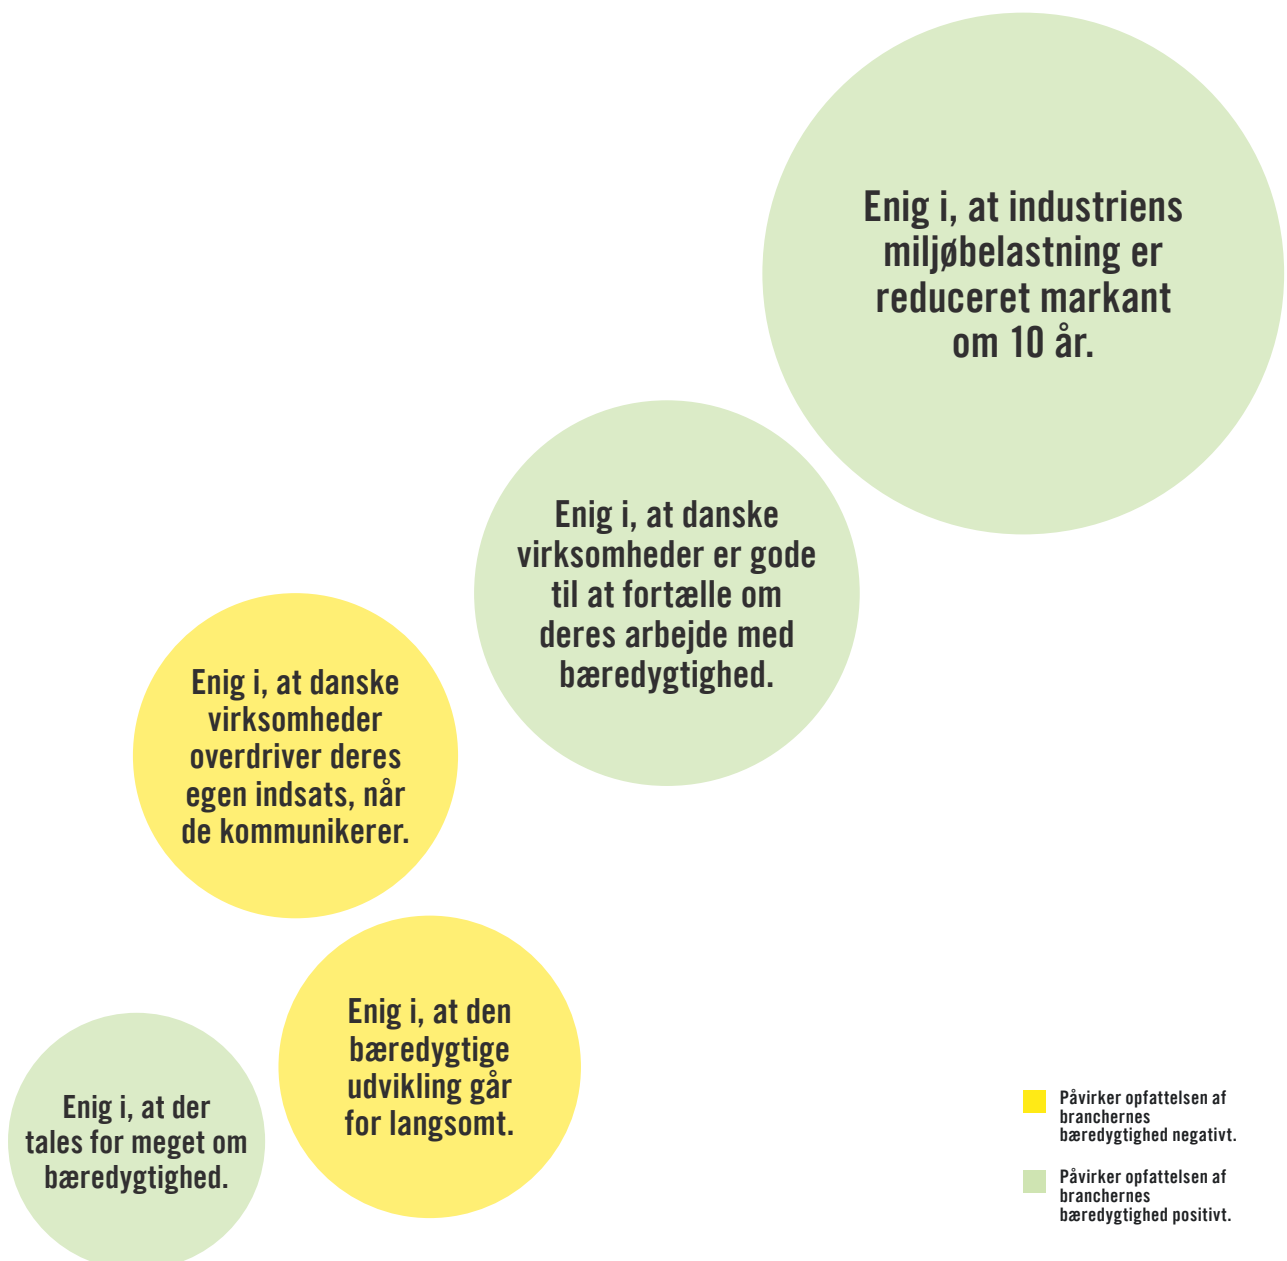 Enig i, at industriens
miljøbelastning er
reduceret markant
om 10 år.
Enig i, at danske
virksomheder er gode
til at fortælle om
deres arbejde med
bæredygtighed.
Enig i, at danske
virksomheder
overdriver deres
egen indsats, når
de kommunikerer.
Enig i, at den
bæredygtige
udvikling går
for langsomt.
Enig i, at der
tales for meget om
bæredygtighed.
Påvirker opfattelsen af
branchernes
bæredygtighed negativt.
Påvirker opfattelsen af
branchernes
bæredygtighed positivt.